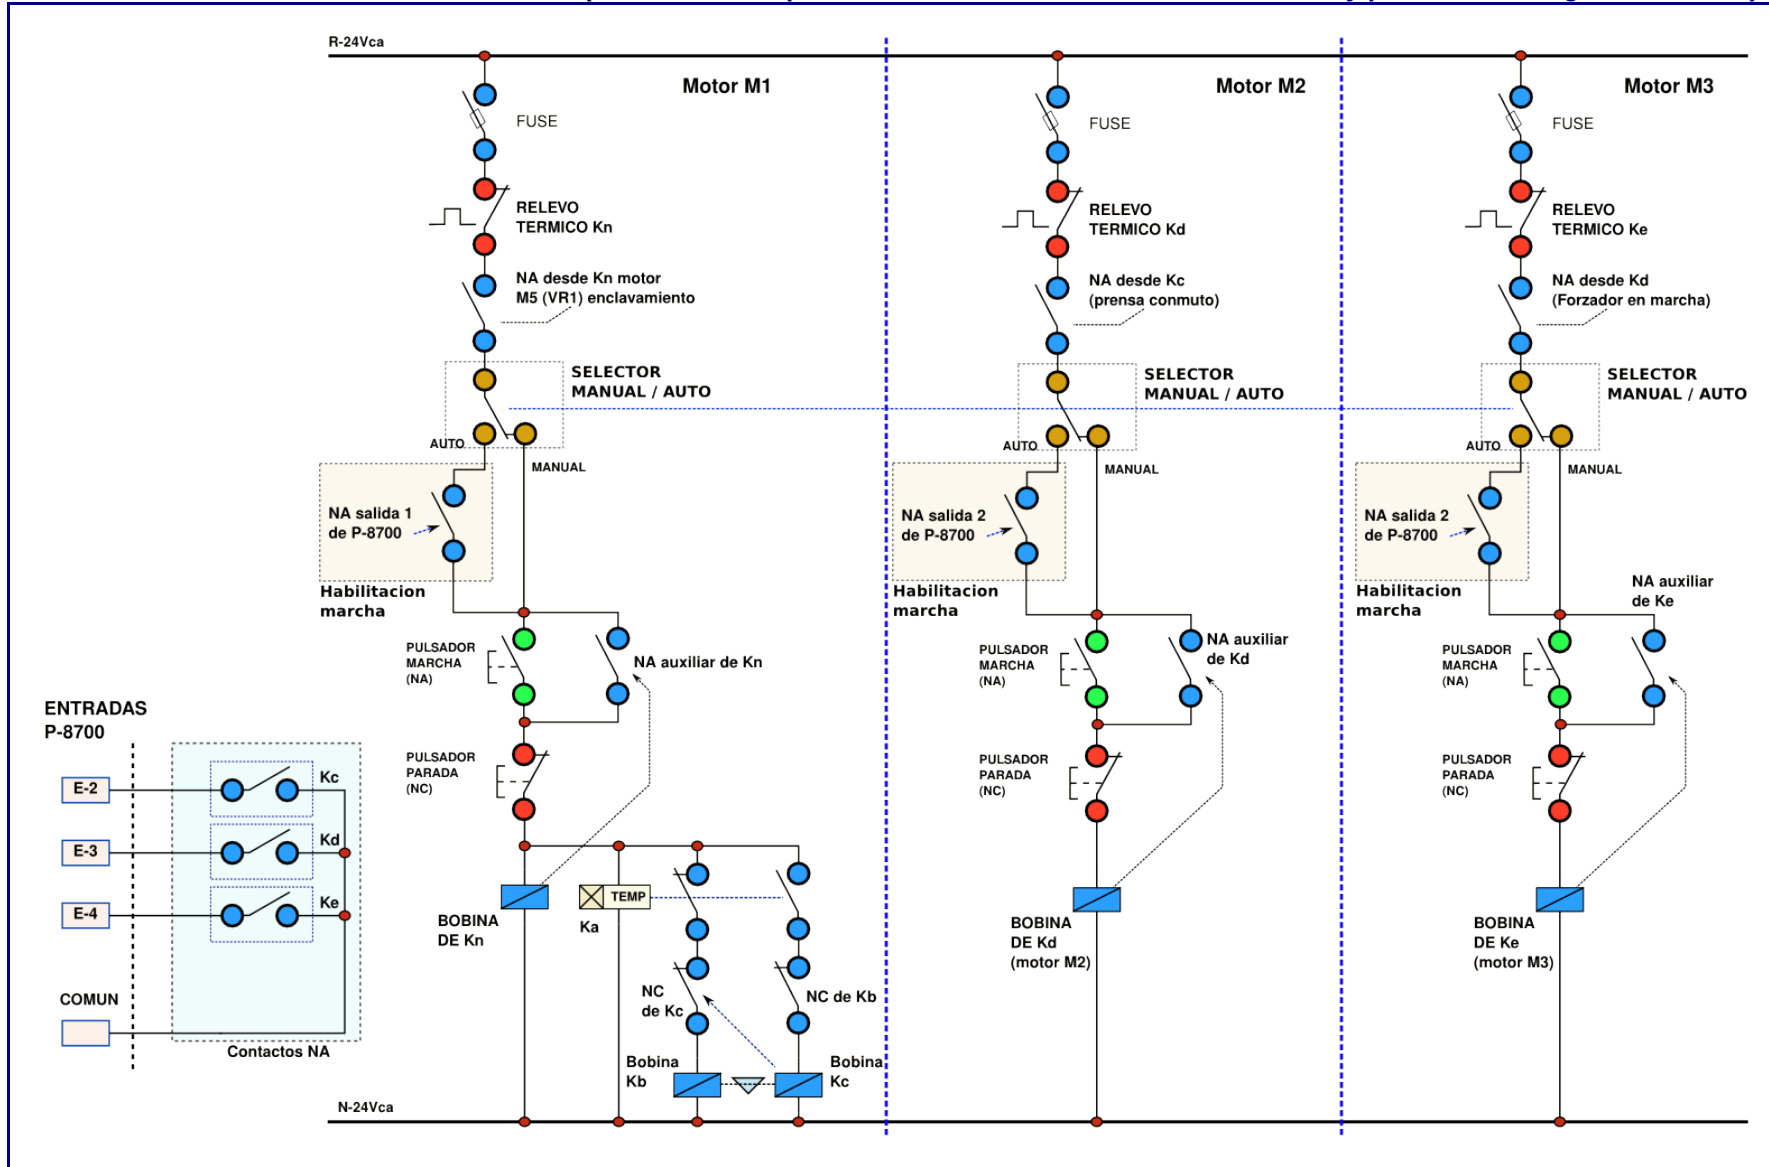 R-24Vca
Motor M1
FUSE
RELEVO
TERMICO Kn
NA desde Kn motor
M5 (VR1) enclavamiento
SELECTOR
MANUAL / AUTO
AUTO
MANUAL
NA salida 1
de P-8700
Habilitacion
marcha
PULSADOR
MARCHA
(NA)
NA auxiliar de Kn
PULSADOR
PARADA
(NC)
BOBINA
DE Kn
TEMP
Ka
NC
de Kc
NC de Kb
Bobina
Kb
Bobina
Kc
N-24Vca
Motor M2
FUSE
RELEVO
TERMICO Kd
NA desde Kc
(prensa conmuto)
SELECTOR
MANUAL / AUTO
AUTO
MANUAL
NA salida 2
de P-8700
Habilitacion
marcha
PULSADOR
MARCHA
(NA)
NA auxiliar
de Kd
PULSADOR
PARADA
(NC)
BOBINA
DE Kd
(motor M2)
Motor M3
FUSE
RELEVO
TERMICO Ke
NA desde Kd
(Forzador en marcha)
SELECTOR
MANUAL / AUTO
AUTO
MANUAL
NA salida 2
de P-8700
Habilitacion
marcha
NA auxiliar
de Ke
PULSADOR
MARCHA
(NA)
PULSADOR
PARADA
(NC)
BOBINA
DE Ke
(motor M3)
ENTRADAS
P-8700
E-2
Kc
E-3
Kd
E-4
Ke
COMUN
Contactos NA